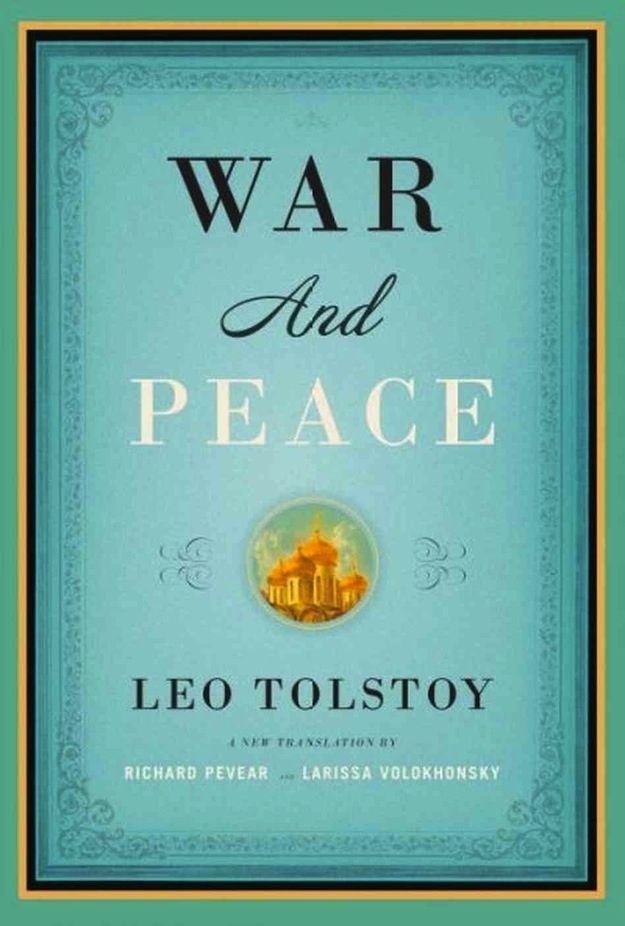 WAR
And
PEACE
LEO TOLSTOY
A NEW TRANSLATION BY
RICHARD PEVEAR AND LARISSA VOLOKHONSKY